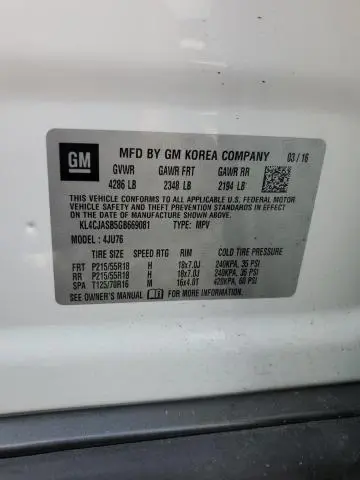 GM MFD BY GM KOREA COMPANY 03/16
GVWR GAWR FRT GAWR RR
4286 LB 2348 LB 2194 LB
THIS VEHICLE CONFORMS TO ALL APPLICABLE U.S. FEDERAL MOTOR
VEHICLE SAFETY AND THEFT PREVENTION STANDARDS IN EFFECT
ON THE DATE OF MANUFACTURE SHOWN ABOVE.
KL4CJASB5GB669081 TYPE: MPV
MODEL: 4JU76
TIRE SIZE SPEED RTG RIM COLD TIRE PRESSURE
FRT P215/55R18 H 18x7.0J 240KPA, 35 PSI
RR P215/55R18 H 18x7.0J 240KPA, 35 PSI
SPA T125/70R16 M 16x4.0T 420KPA, 60 PSI
SEE OWNER'S MANUAL FOR MORE INFORMATION.